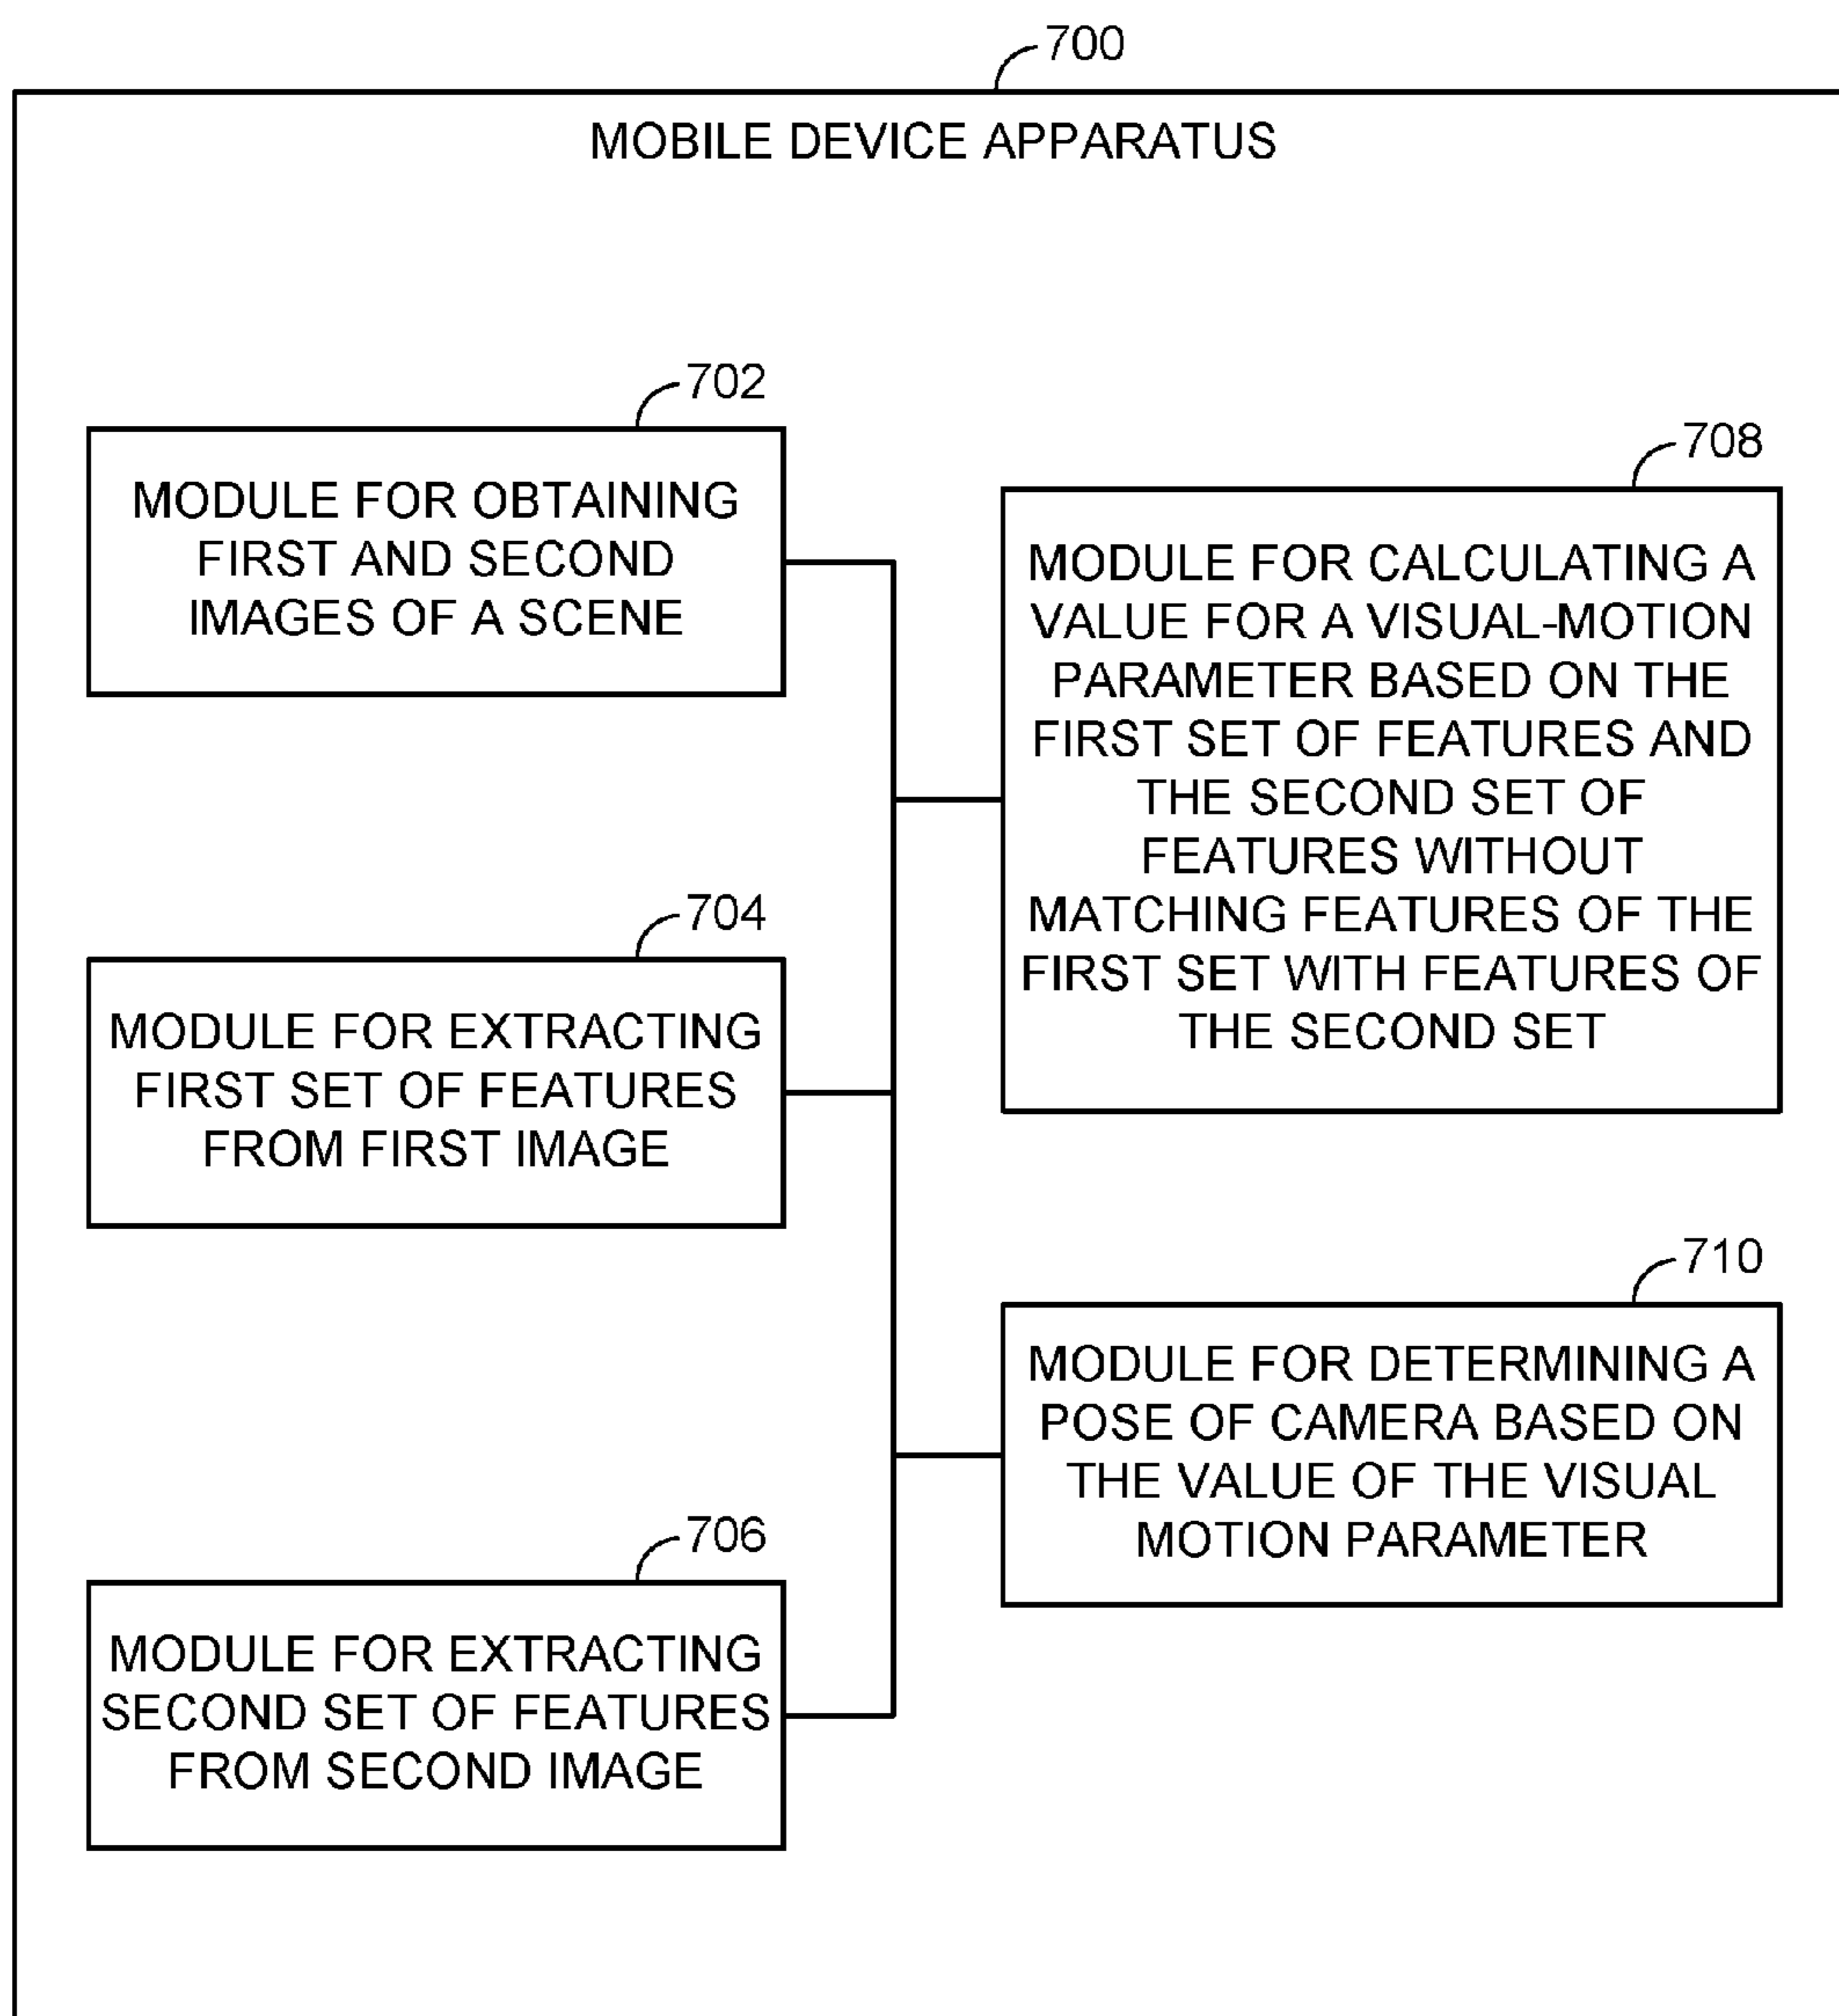 700
MOBILE DEVICE APPARATUS
702
MODULE FOR OBTAINING
FIRST AND SECOND
IMAGES OF A SCENE
704
MODULE FOR EXTRACTING
FIRST SET OF FEATURES
FROM FIRST IMAGE
706
MODULE FOR EXTRACTING
SECOND SET OF FEATURES
FROM SECOND IMAGE
708
MODULE FOR CALCULATING A
VALUE FOR A VISUAL-MOTION
PARAMETER BASED ON THE
FIRST SET OF FEATURES AND
THE SECOND SET OF
FEATURES WITHOUT
MATCHING FEATURES OF THE
FIRST SET WITH FEATURES OF
THE SECOND SET
710
MODULE FOR DETERMINING A
POSE OF CAMERA BASED ON
THE VALUE OF THE VISUAL
MOTION PARAMETER